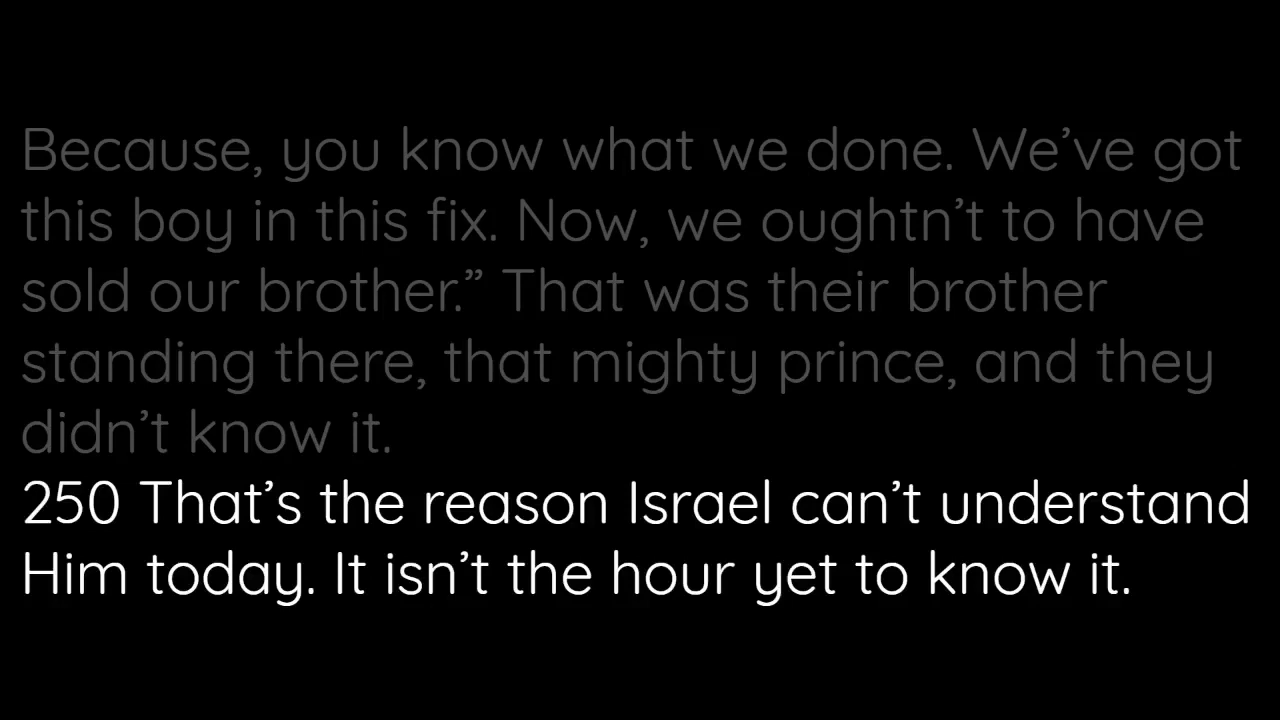 Because, you know what we done. We’ve got
this boy in this fix. Now, we oughtn’t to have
sold our brother.” That was their brother
standing there, that mighty prince, and they
didn’t know it.
250 That’s the reason Israel can’t understand
Him today. It isn’t the hour yet to know it.